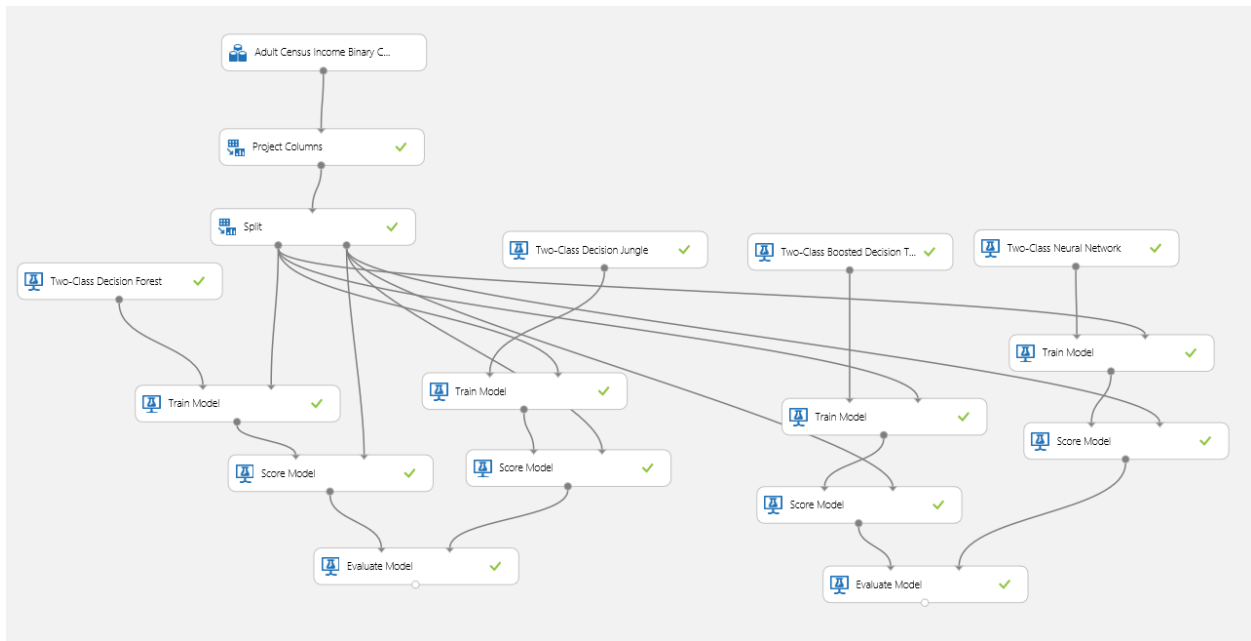 Adult Census Income Binary C...
Project Columns
Split
Two-Class Decision Jungle
Two-Class Boosted Decision T...
Two-Class Neural Network
Two-Class Decision Forest
Train Model
Train Model
Train Model
Train Model
Score Model
Score Model
Score Model
Score Model
Evaluate Model
Evaluate Model